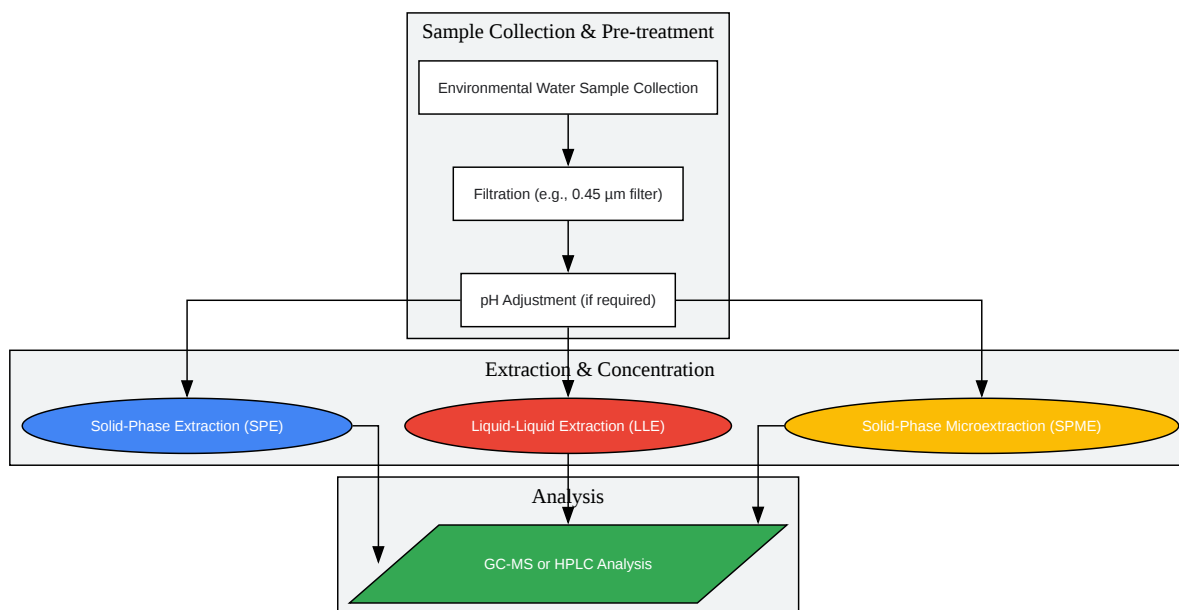 Sample Collection & Pre-treatment
Environmental Water Sample Collection
Filtration (e.g., 0.45 µm filter)
pH Adjustment (if required)
Extraction & Concentration
Solid-Phase Extraction (SPE)
Liquid-Liquid Extraction (LLE)
Solid-Phase Microextraction (SPME)
Analysis
GC-MS or HPLC Analysis